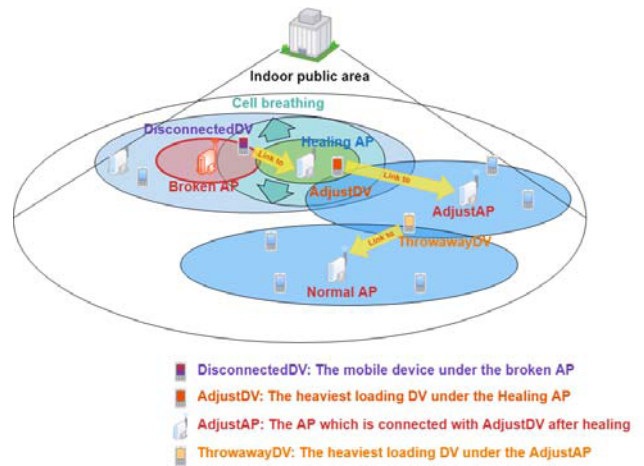 Indoor public area
Cell breathing
DisconnectedDV
Healing AP
Link to
Broken AP
AdjustDV
Link to
AdjustAP
Link to
ThrowawayDV
Normal AP
DisconnectedDV: The mobile device under the broken AP
AdjustDV: The heaviest loading DV under the Healing AP
AdjustAP: The AP which is connected with AdjustDV after healing
ThrowawayDV: The heaviest loading DV under the AdjustAP